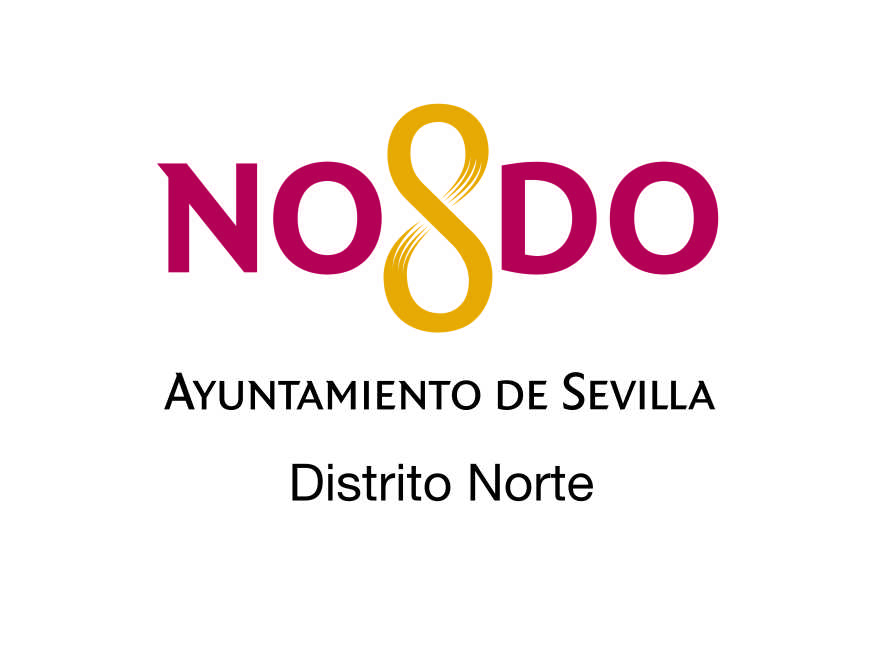 NO8DO
AYUNTAMIENTO DE SEVILLA
Distrito Norte